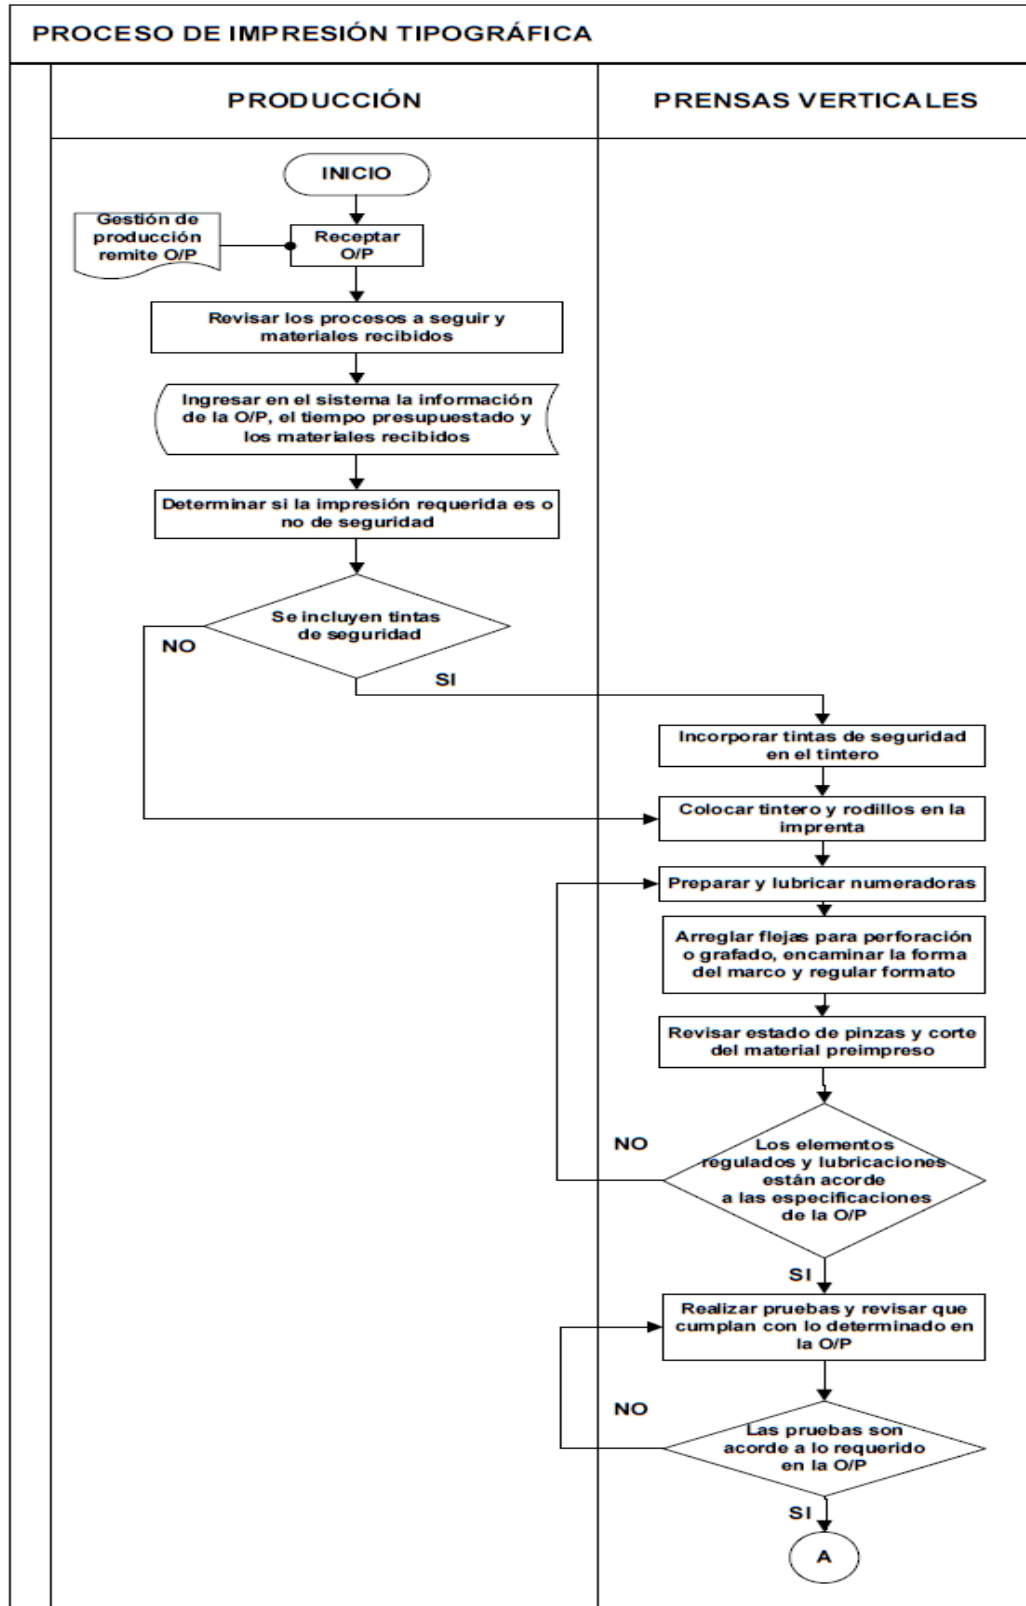 PROCESO DE IMPRESIÓN TIPOGRÁFICA
PRODUCCIÓN
PRENSAS VERTICALES
INICIO
Gestión de
producción
remite O/P
Receptar
O/P
Revisar los procesos a seguir y
materiales recibidos
Ingresar en el sistema la información
de la O/P, el tiempo presupuestado y
los materiales recibidos
Determinar si la impresión requerida es o
no de seguridad
Se incluyen tintas
de seguridad
NO
SI
Incorporar tintas de seguridad
en el tintero
Colocar tintero y rodillos en la
imprenta
Preparar y lubricar numeradoras
Arreglar flejas para perforación
o grafado, encaminar la forma
del marco y regular formato
Revisar estado de pinzas y corte
del material preimpreso
NO
Los elementos
regulados y lubricaciones
están acorde
a las especificaciones
de la O/P
SI
Realizar pruebas y revisar que
cumplan con lo determinado en
la O/P
NO
Las pruebas son
acorde a lo requerido
en la O/P
SI
A